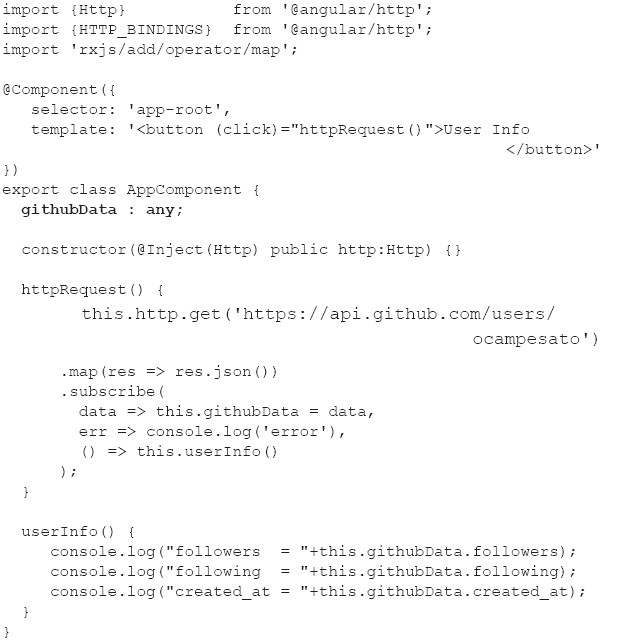 import {Http}           from '@angular/http';
import {HTTP_BINDINGS}  from '@angular/http';
import 'rxjs/add/operator/map';

@Component({
   selector: 'app-root',
   template: '<button (click)="httpRequest()">User Info
                                                     </button>'
})
export class AppComponent {
  githubData : any;

  constructor(@Inject(Http) public http:Http) {}

  httpRequest() {
        this.http.get('https://api.github.com/users/
                                                 ocampesato')
      .map(res => res.json())
      .subscribe(
        data => this.githubData = data,
        err => console.log('error'),
        () => this.userInfo()
      );
  }

  userInfo() {
     console.log("followers  = "+this.githubData.followers);
     console.log("following  = "+this.githubData.following);
     console.log("created_at = "+this.githubData.created_at);
  }
}